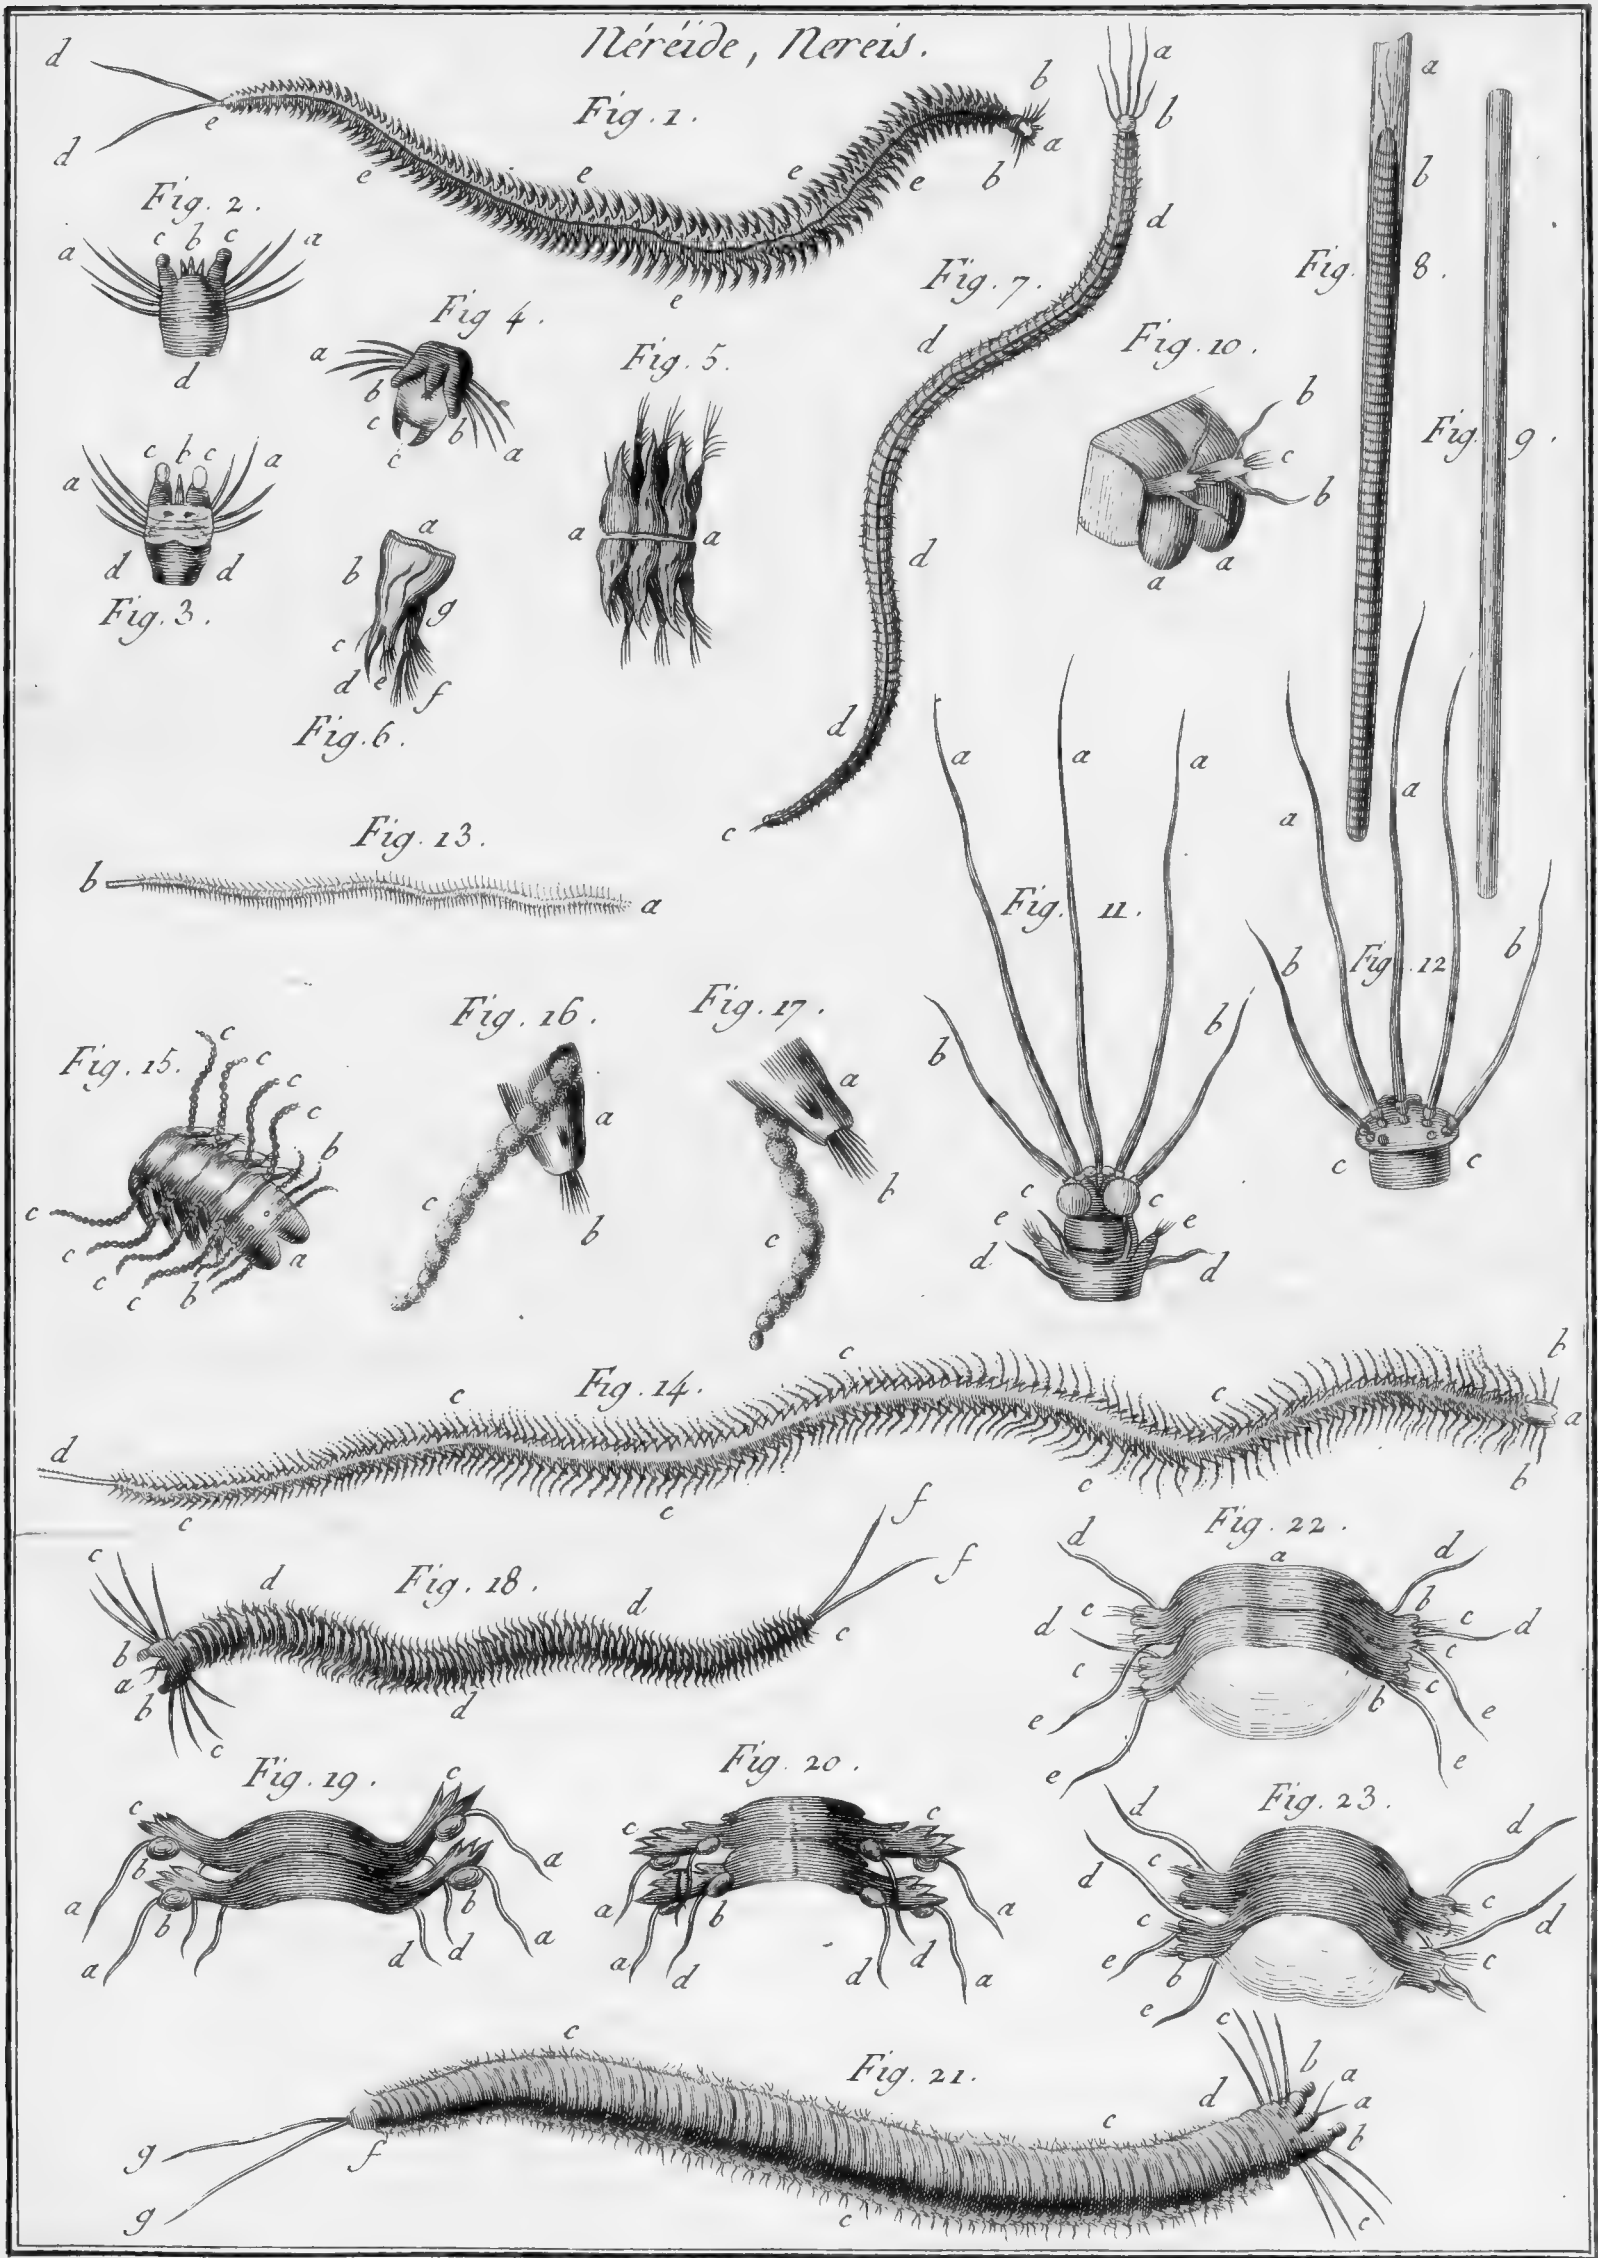 Néréide, Nereis.
Fig. 1.
d
d
e
e
e
e
e
e
b
a
b
Fig. 2.
a
c b c
a
d
Fig. 3.
a
c b c
a
d
d
Fig 4.
a
b
c
c
b
a
Fig. 5.
a
a
Fig. 6.
a
b
g
c
d
e
f
Fig. 7.
a
b
d
d
d
d
c
Fig. 8.
a
b
Fig. 9.
Fig. 10.
b
c
b
a
a
Fig. 11.
a
a
a
b
b
c
c
e
e
d
d
Fig. 12
a
a
b
b
c
c
Fig. 13.
b
a
Fig. 15.
c
c
c
c
b
c
c
c
c
b
a
Fig. 16.
a
c
b
Fig. 17.
a
b
c
Fig. 14.
d
c
c
c
c
c
c
b
a
b
Fig. 18.
c
d
d
f
f
b
a
b
c
d
e
Fig. 22.
a
d
d
d
c
b
c
d
c
c
c
b
e
e
e
e
Fig. 19.
c
c
b
a
a
b
b
a
a
d
d
Fig. 20.
c
c
a
b
a
a
d
d
d
a
Fig. 23.
d
d
d
d
c
c
c
c
e
b
e
Fig. 21.
c
c
b
a
a
b
d
c
c
c
f
g
g